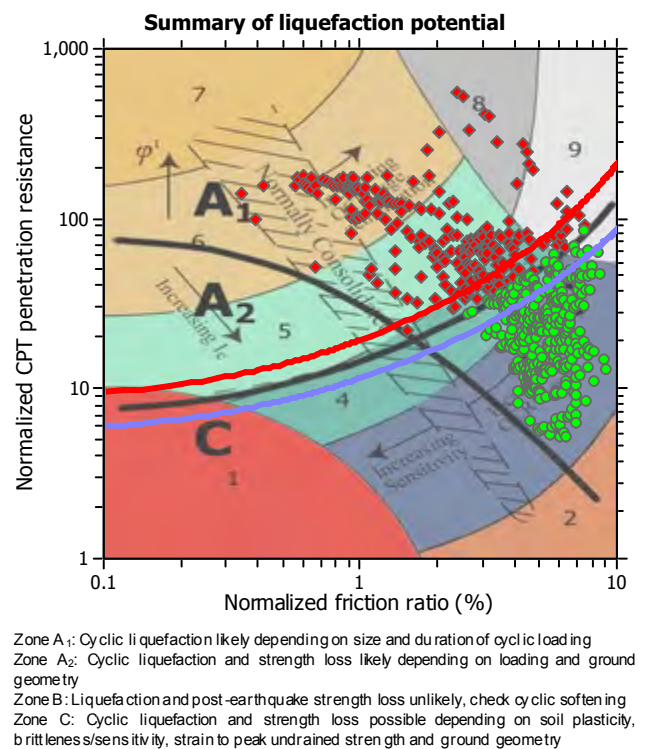 Summary of liquefaction potential
Normalized CPT penetration resistance
1,000
100
10
1
7
8
9
φ'
A1
6
Normally Consolidated
A2
Increasing Ic
5
4
C
Increasing
Sensitivity
1
2
0.1
1
10
Normalized friction ratio (%)
Zone A1: Cyclic liquefaction likely depending on size and duration of cyclic loading
Zone A2: Cyclic liquefaction and strength loss likely depending on loading and ground
geometry
Zone B: Liquefaction and post-earthquake strength loss unlikely, check cyclic softening
Zone C: Cyclic liquefaction and strength loss possible depending on soil plasticity,
brittleness/sensitivity, strain to peak undrained strength and ground geometry